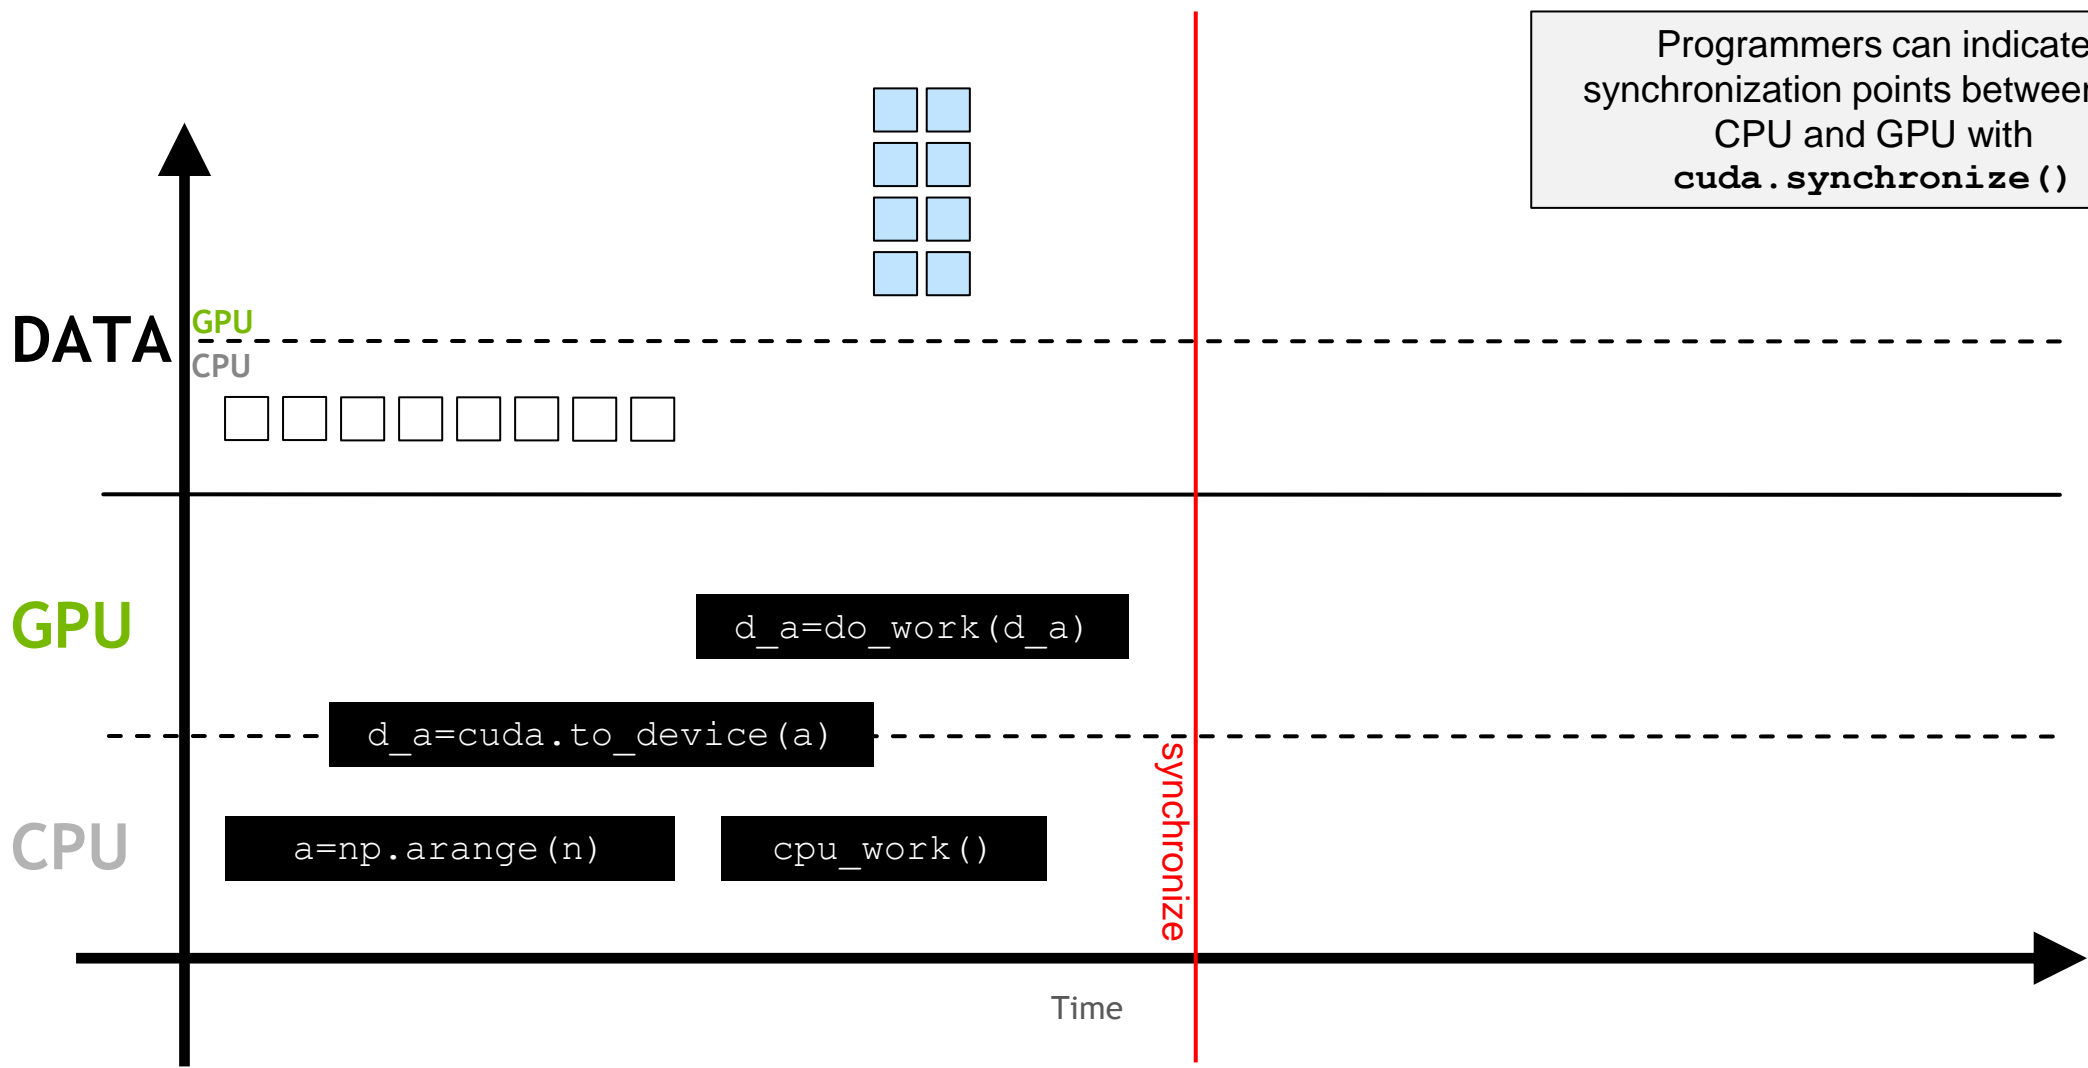 Programmers can indicate
synchronization points between
CPU and GPU with
cuda.synchronize()
DATA
GPU
CPU
GPU
d_a=do_work(d_a)
d_a=cuda.to_device(a)
synchronize
CPU
a=np.arange(n)
cpu_work()
Time